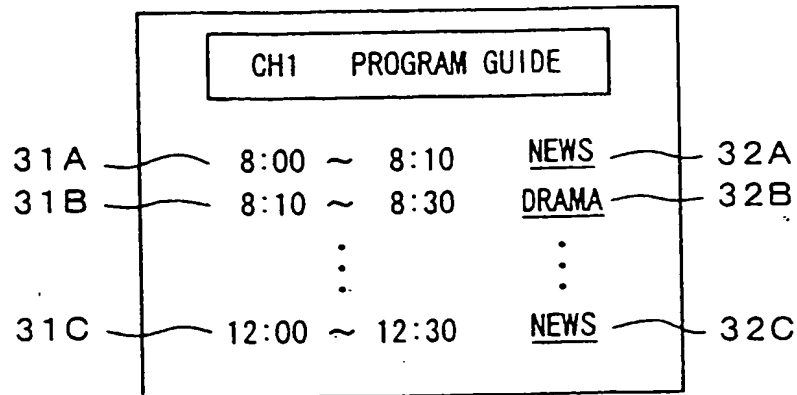 CH1 PROGRAM GUIDE
31A 8:00 ~ 8:10 NEWS 32A
31B 8:10 ~ 8:30 DRAMA 32B
31C 12:00 ~ 12:30 NEWS 32C